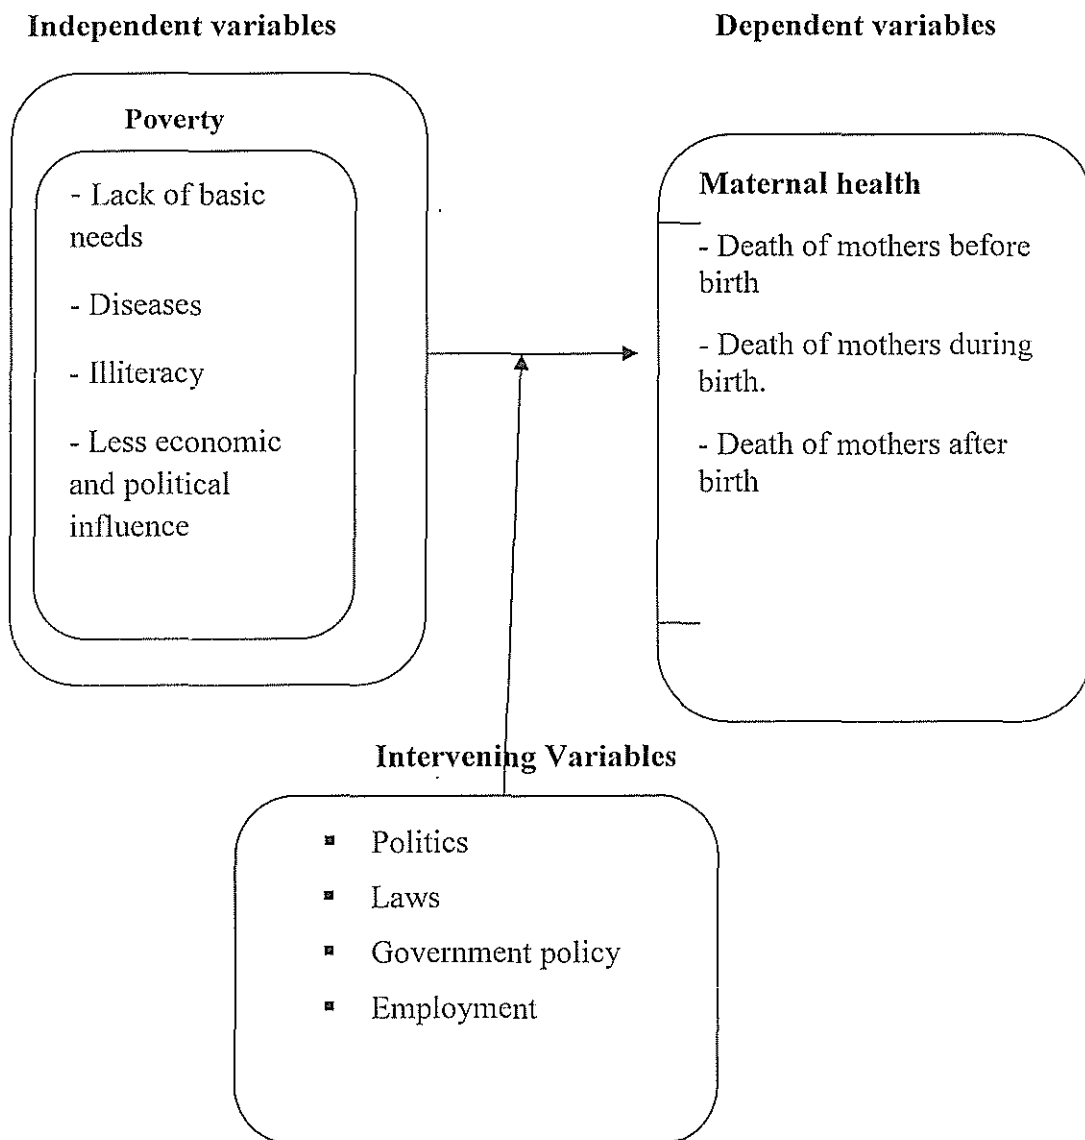 Independent variables
Dependent variables
Poverty
- Lack of basic
needs
- Diseases
- Illiteracy
- Less economic
and political
influence
Maternal health
- Death of mothers before
birth
- Death of mothers during
birth.
- Death of mothers after
birth
Intervening Variables
▪ Politics
▪ Laws
▪ Government policy
▪ Employment